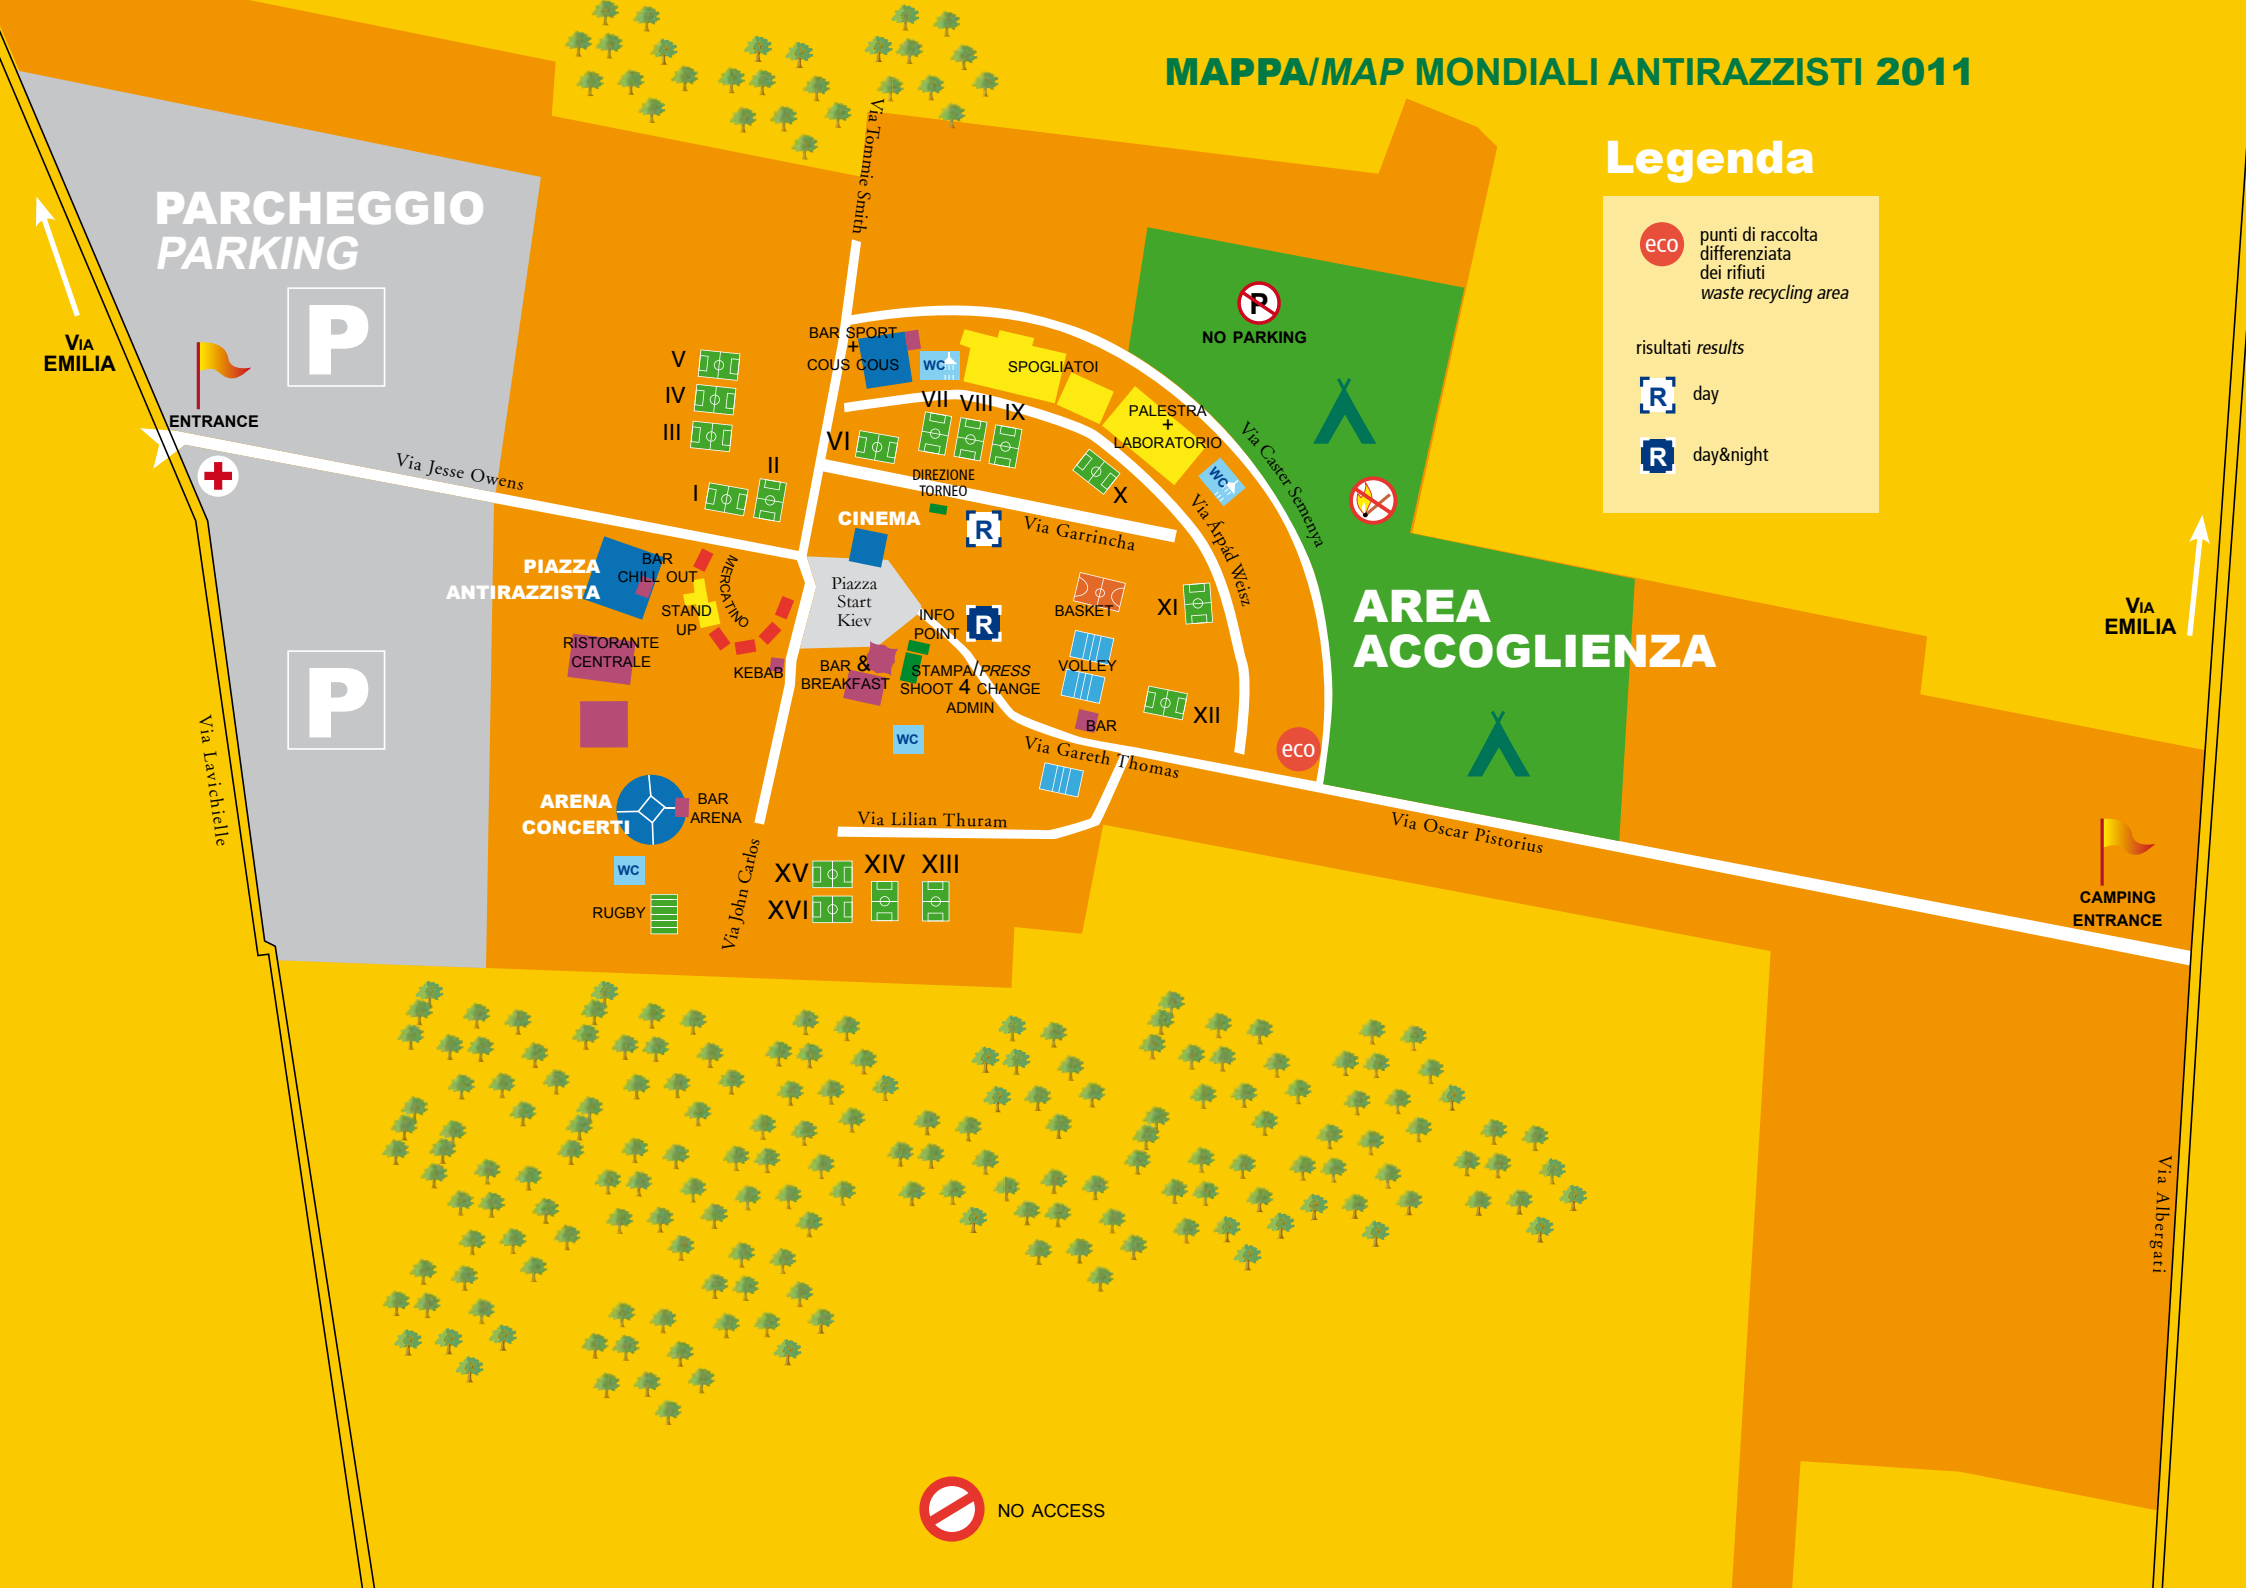 MAPPA/MAP MONDIALI ANTIRAZZISTI 2011
Legenda
eco
punti di raccolta
differenziata
dei rifiuti
waste recycling area
risultati results
R
day
R
day&night
PARCHEGGIO
PARKING
P
P
VIA
EMILIA
ENTRANCE
Via Jesse Owens
Via Lavichielle
Via Tommie Smith
BAR SPORT
+
COUS COUS
WC
SPOGLIATOI
PALESTRA
+
LABORATORIO
WC
P
NO PARKING
V
IV
III
II
I
VI
VII
VIII
IX
X
XI
XII
DIREZIONE
TORNEO
R
CINEMA
Via Garrincha
Via Árpád Weisz
Via Caster Semenya
PIAZZA
ANTIRAZZISTA
BAR
CHILL OUT
STAND
UP
MERCATINO
Piazza
Start
Kiev
INFO
POINT
R
BASKET
VOLLEY
BAR
RISTORANTE
CENTRALE
KEBAB
BAR &
BREAKFAST
STAMPA/PRESS
SHOOT 4 CHANGE
ADMIN
WC
Via Gareth Thomas
eco
AREA
ACCOGLIENZA
VIA
EMILIA
ARENA
CONCERTI
BAR
ARENA
WC
RUGBY
Via John Carlos
Via Lilian Thuram
XV
XIV
XIII
XVI
Via Oscar Pistorius
CAMPING
ENTRANCE
Via Albergati
NO ACCESS